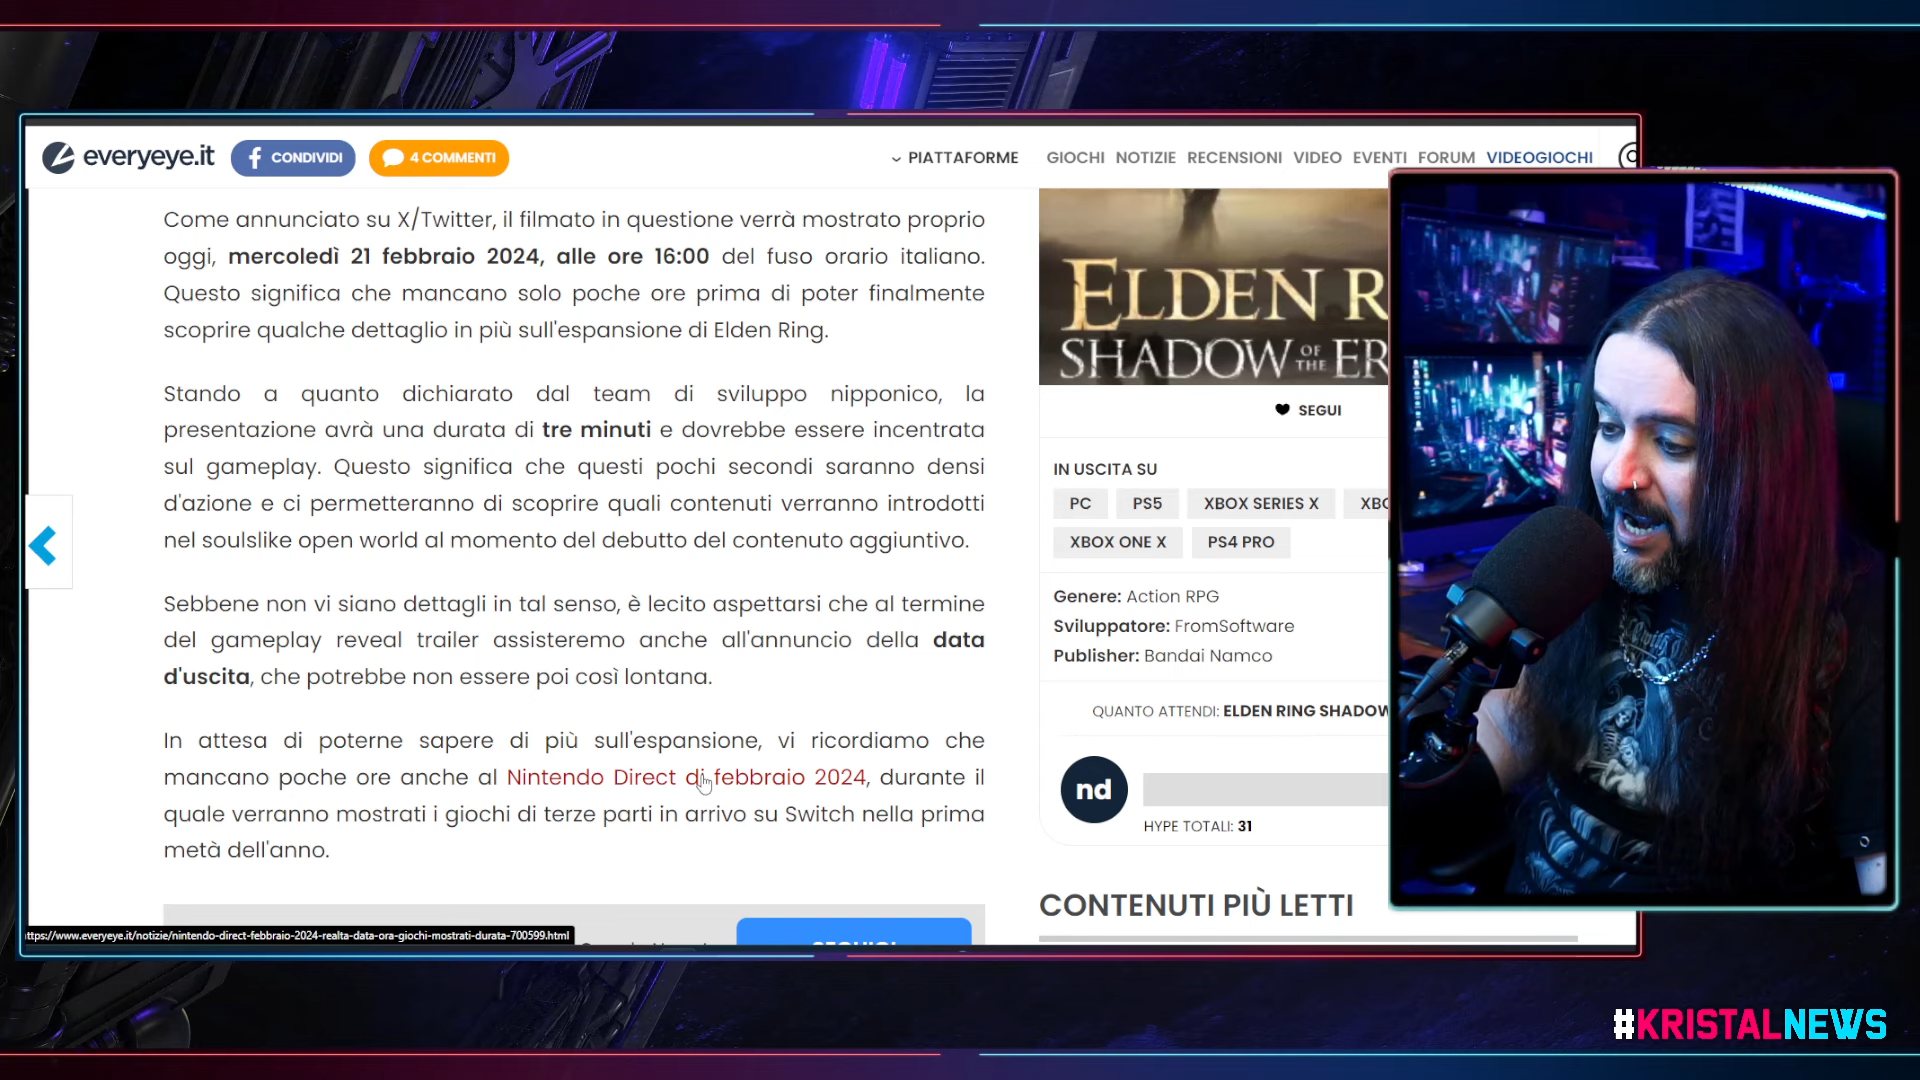 everyeye.it
CONDIVIDI
4 COMMENTI
PIATTAFORME GIOCHI NOTIZIE RECENSIONI VIDEO EVENTI FORUM VIDEOGIOCHI
Come annunciato su X/Twitter, il filmato in questione verrà mostrato proprio
oggi, mercoledì 21 febbraio 2024, alle ore 16:00 del fuso orario italiano.
Questo significa che mancano solo poche ore prima di poter finalmente
scoprire qualche dettaglio in più sull'espansione di Elden Ring.
Stando a quanto dichiarato dal team di sviluppo nipponico, la
presentazione avrà una durata di tre minuti e dovrebbe essere incentrata
sul gameplay. Questo significa che questi pochi secondi saranno densi
d'azione e ci permetteranno di scoprire quali contenuti verranno introdotti
nel soulslike open world al momento del debutto del contenuto aggiuntivo.
Sebbene non vi siano dettagli in tal senso, è lecito aspettarsi che al termine
del gameplay reveal trailer assisteremo anche all'annuncio della data
d'uscita, che potrebbe non essere poi così lontana.
In attesa di poterne sapere di più sull'espansione, vi ricordiamo che
mancano poche ore anche al Nintendo Direct di febbraio 2024, durante il
quale verranno mostrati i giochi di terze parti in arrivo su Switch nella prima
metà dell'anno.
ttps://www.everyeye.it/notizie/nintendo-direct-febbraio-2024-realta-data-ora-giochi-mostrati-durata-700599.html
ELDEN R
SHADOW OF THE ER
SEGUI
IN USCITA SU
PC PS5 XBOX SERIES X XBO
XBOX ONE X PS4 PRO
Genere: Action RPG
Sviluppatore: FromSoftware
Publisher: Bandai Namco
QUANTO ATTENDI: ELDEN RING SHADOW
nd
HYPE TOTALI: 31
CONTENUTI PIÙ LETTI
#KRISTALNEWS